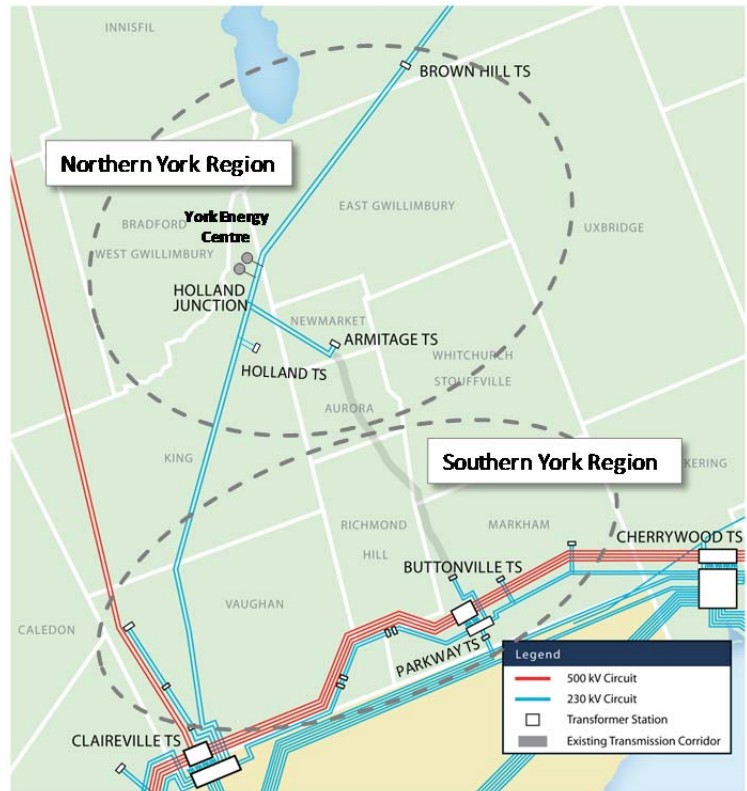 INNISFIL
BROWN HILL TS
Northern York Region
York Energy
Centre
EAST GWILLIMBURY
BRADFORD
WEST GWILLIMBURY
UXBRIDGE
HOLLAND
JUNCTION
NEWMARKET
ARMITAGE TS
HOLLAND TS
WHITCHURCH
STOUFFVILLE
AURORA
KING
Southern York Region
KERING
RICHMOND
HILL
MARKHAM
CHERRYWOOD TS
BUTTONVILLE TS
VAUGHAN
CALEDON
PARKWAY TS
CLAIREVILLE TS
Legend
500 kV Circuit
230 kV Circuit
Transformer Station
Existing Transmission Corridor